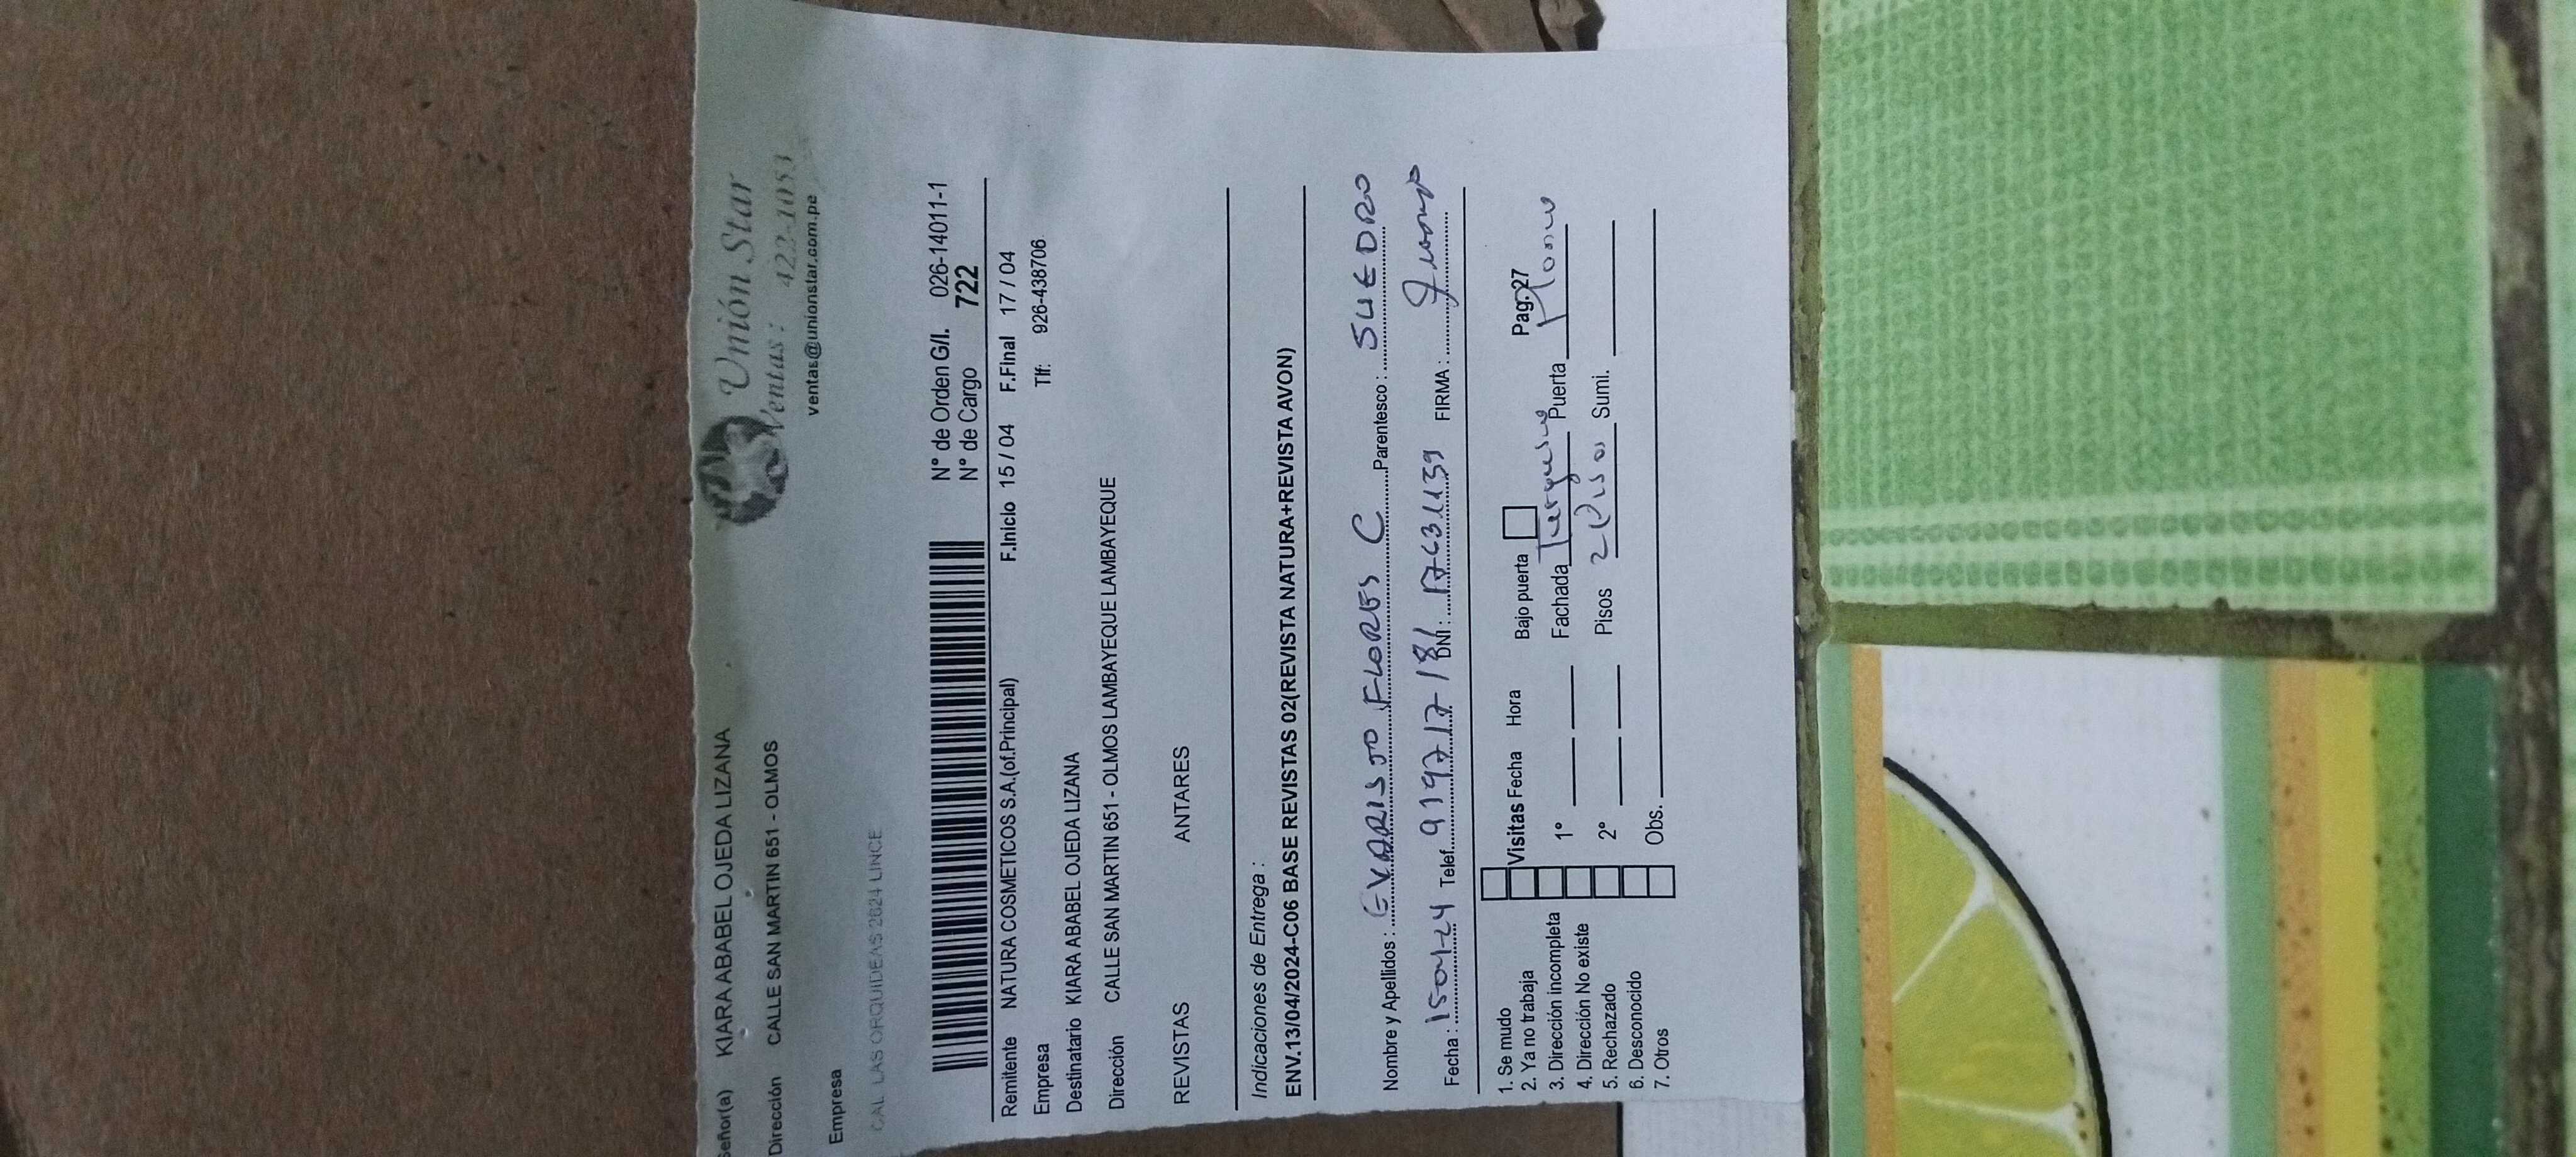 Señor(a) KIARA ABABEL OJEDA LIZANA
Dirección CALLE SAN MARTIN 651 - OLMOS
Empresa
CAL LAS ORQUIDEAS 2624 LINCE
Unión Star
Ventas: 422-1051
ventas@unionstar.com.pe
N° de Orden G/I. 026-14011-1
N° de Cargo 722
Remitente NATURA COSMETICOS S.A.(of.Principal) F.Inicio 15 / 04 F.Final 17 / 04
Empresa Tlf: 926-438706
Destinatario KIARA ABABEL OJEDA LIZANA
Dirección CALLE SAN MARTIN 651 - OLMOS LAMBAYEQUE LAMBAYEQUE
REVISTAS ANTARES
Indicaciones de Entrega :
ENV.13/04/2024-C06 BASE REVISTAS 02(REVISTA NATURA+REVISTA AVON)
Nombre y Apellidos : EVARISTO FLORES C Parentesco : SUEDRO
Fecha : 150424 Telef. 919717181 DNI : 17631139 FIRMA :
1. Se mudo
2. Ya no trabaja
3. Dirección incompleta
4. Dirección No existe
5. Rechazado
6. Desconocido
7. Otros
Visitas Fecha Hora Bajo puerta Pag. 27
1° Fachada Puerta
2° Pisos 2 Pisos Sumi.
Obs.